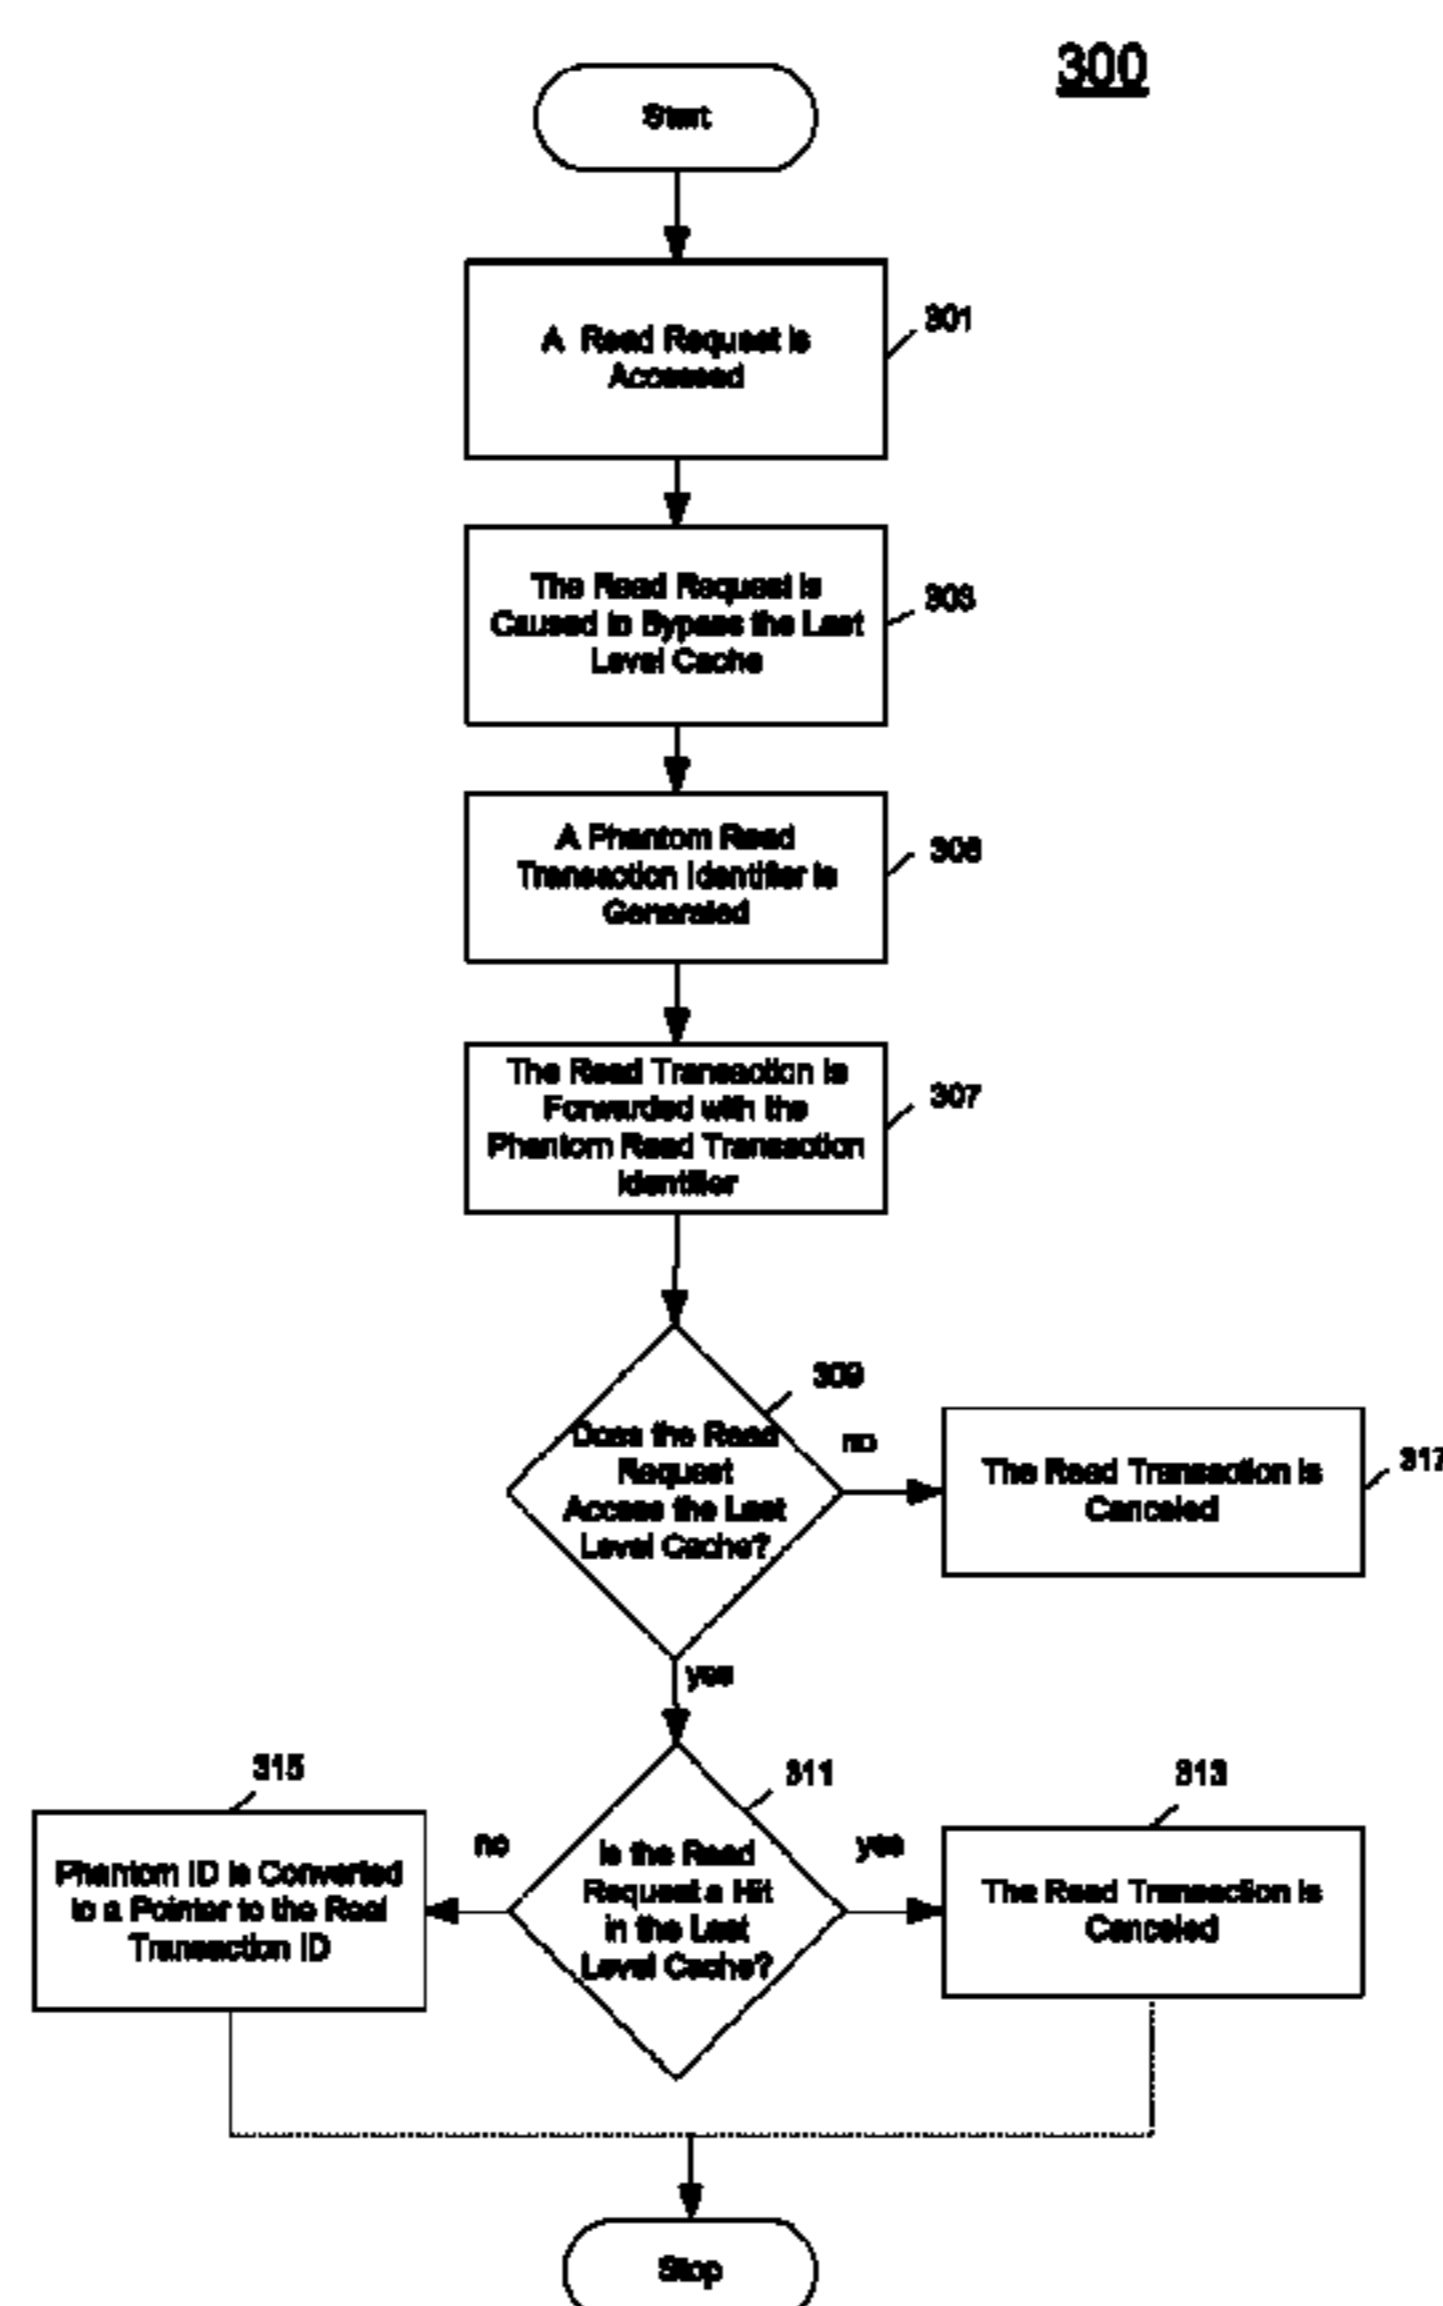 300
Start
A Read Request is
Accessed
301
The Read Request is
Caused to Bypass the Last
Level Cache
303
A Phantom Read
Transaction Identifier is
Generated
305
The Read Transaction is
Forwarded with the
Phantom Read Transaction
Identifier
307
309
Does the Read
Request
Access the Last
Level Cache?
no
The Read Transaction is
Canceled
317
yes
315
Phantom ID is Converted
to a Pointer to the Real
Transaction ID
no
311
Is the Read
Request a Hit
in the Last
Level Cache?
yes
313
The Read Transaction is
Canceled
Stop